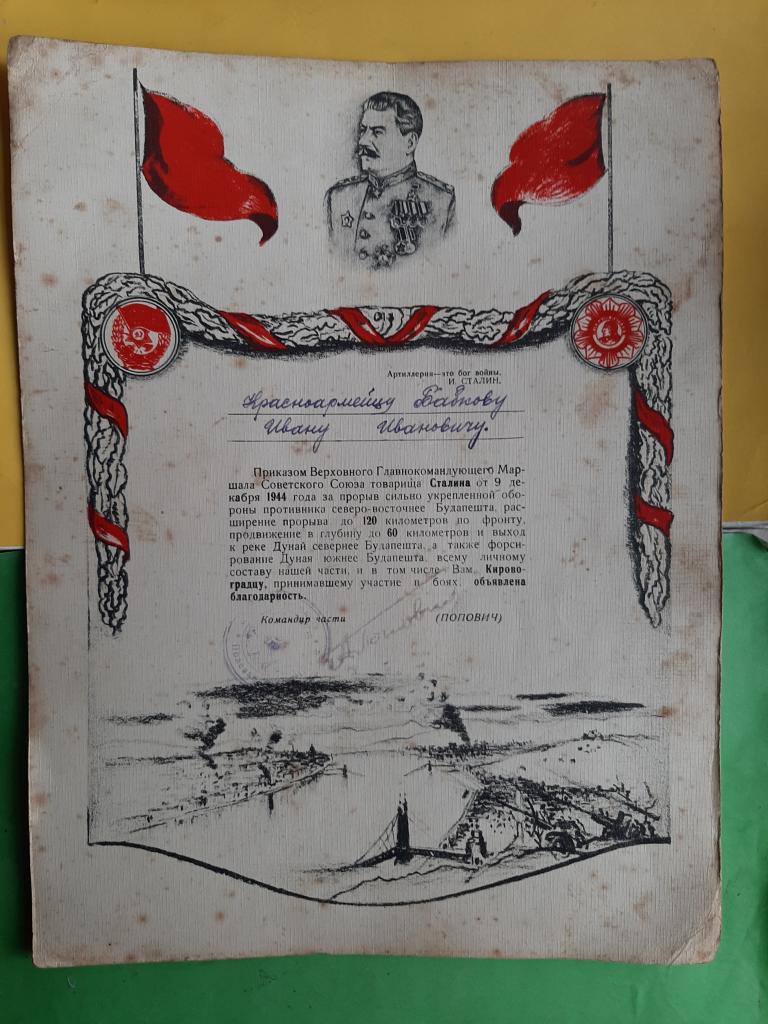 Артиллерия—это бог войны.
И. СТАЛИН.
Красноармейцу Бабкову
Ивану Ивановичу.
Приказом Верховного Главнокомандующего Мар-
шала Советского Союза товарища Сталина от 9 де-
кабря 1944 года за прорыв сильно укрепленной обо-
роны противника северо-восточнее Будапешта, рас-
ширение прорыва до 120 километров по фронту,
продвижение в глубину до 60 километров и выход
к реке Дунай севернее Будапешта, а также форси-
рование Дуная южнее Будапешта всему личному
составу нашей части, и в том числе Вам, Кирово-
градцу, принимавшему участие в боях, объявлена
благодарность.
Командир части (ПОПОВИЧ)